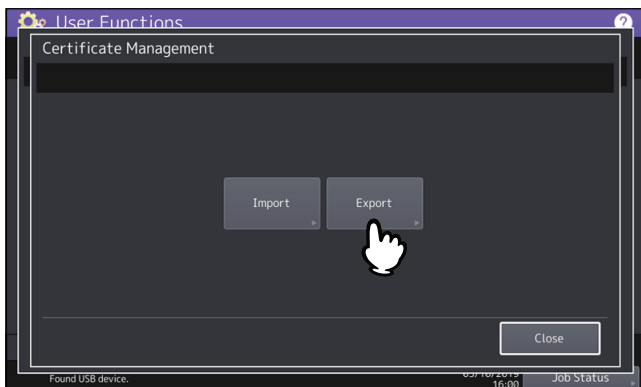 User Functions
?
Certificate Management
Import
Export
Close
Found USB device.
16:00
Job Status